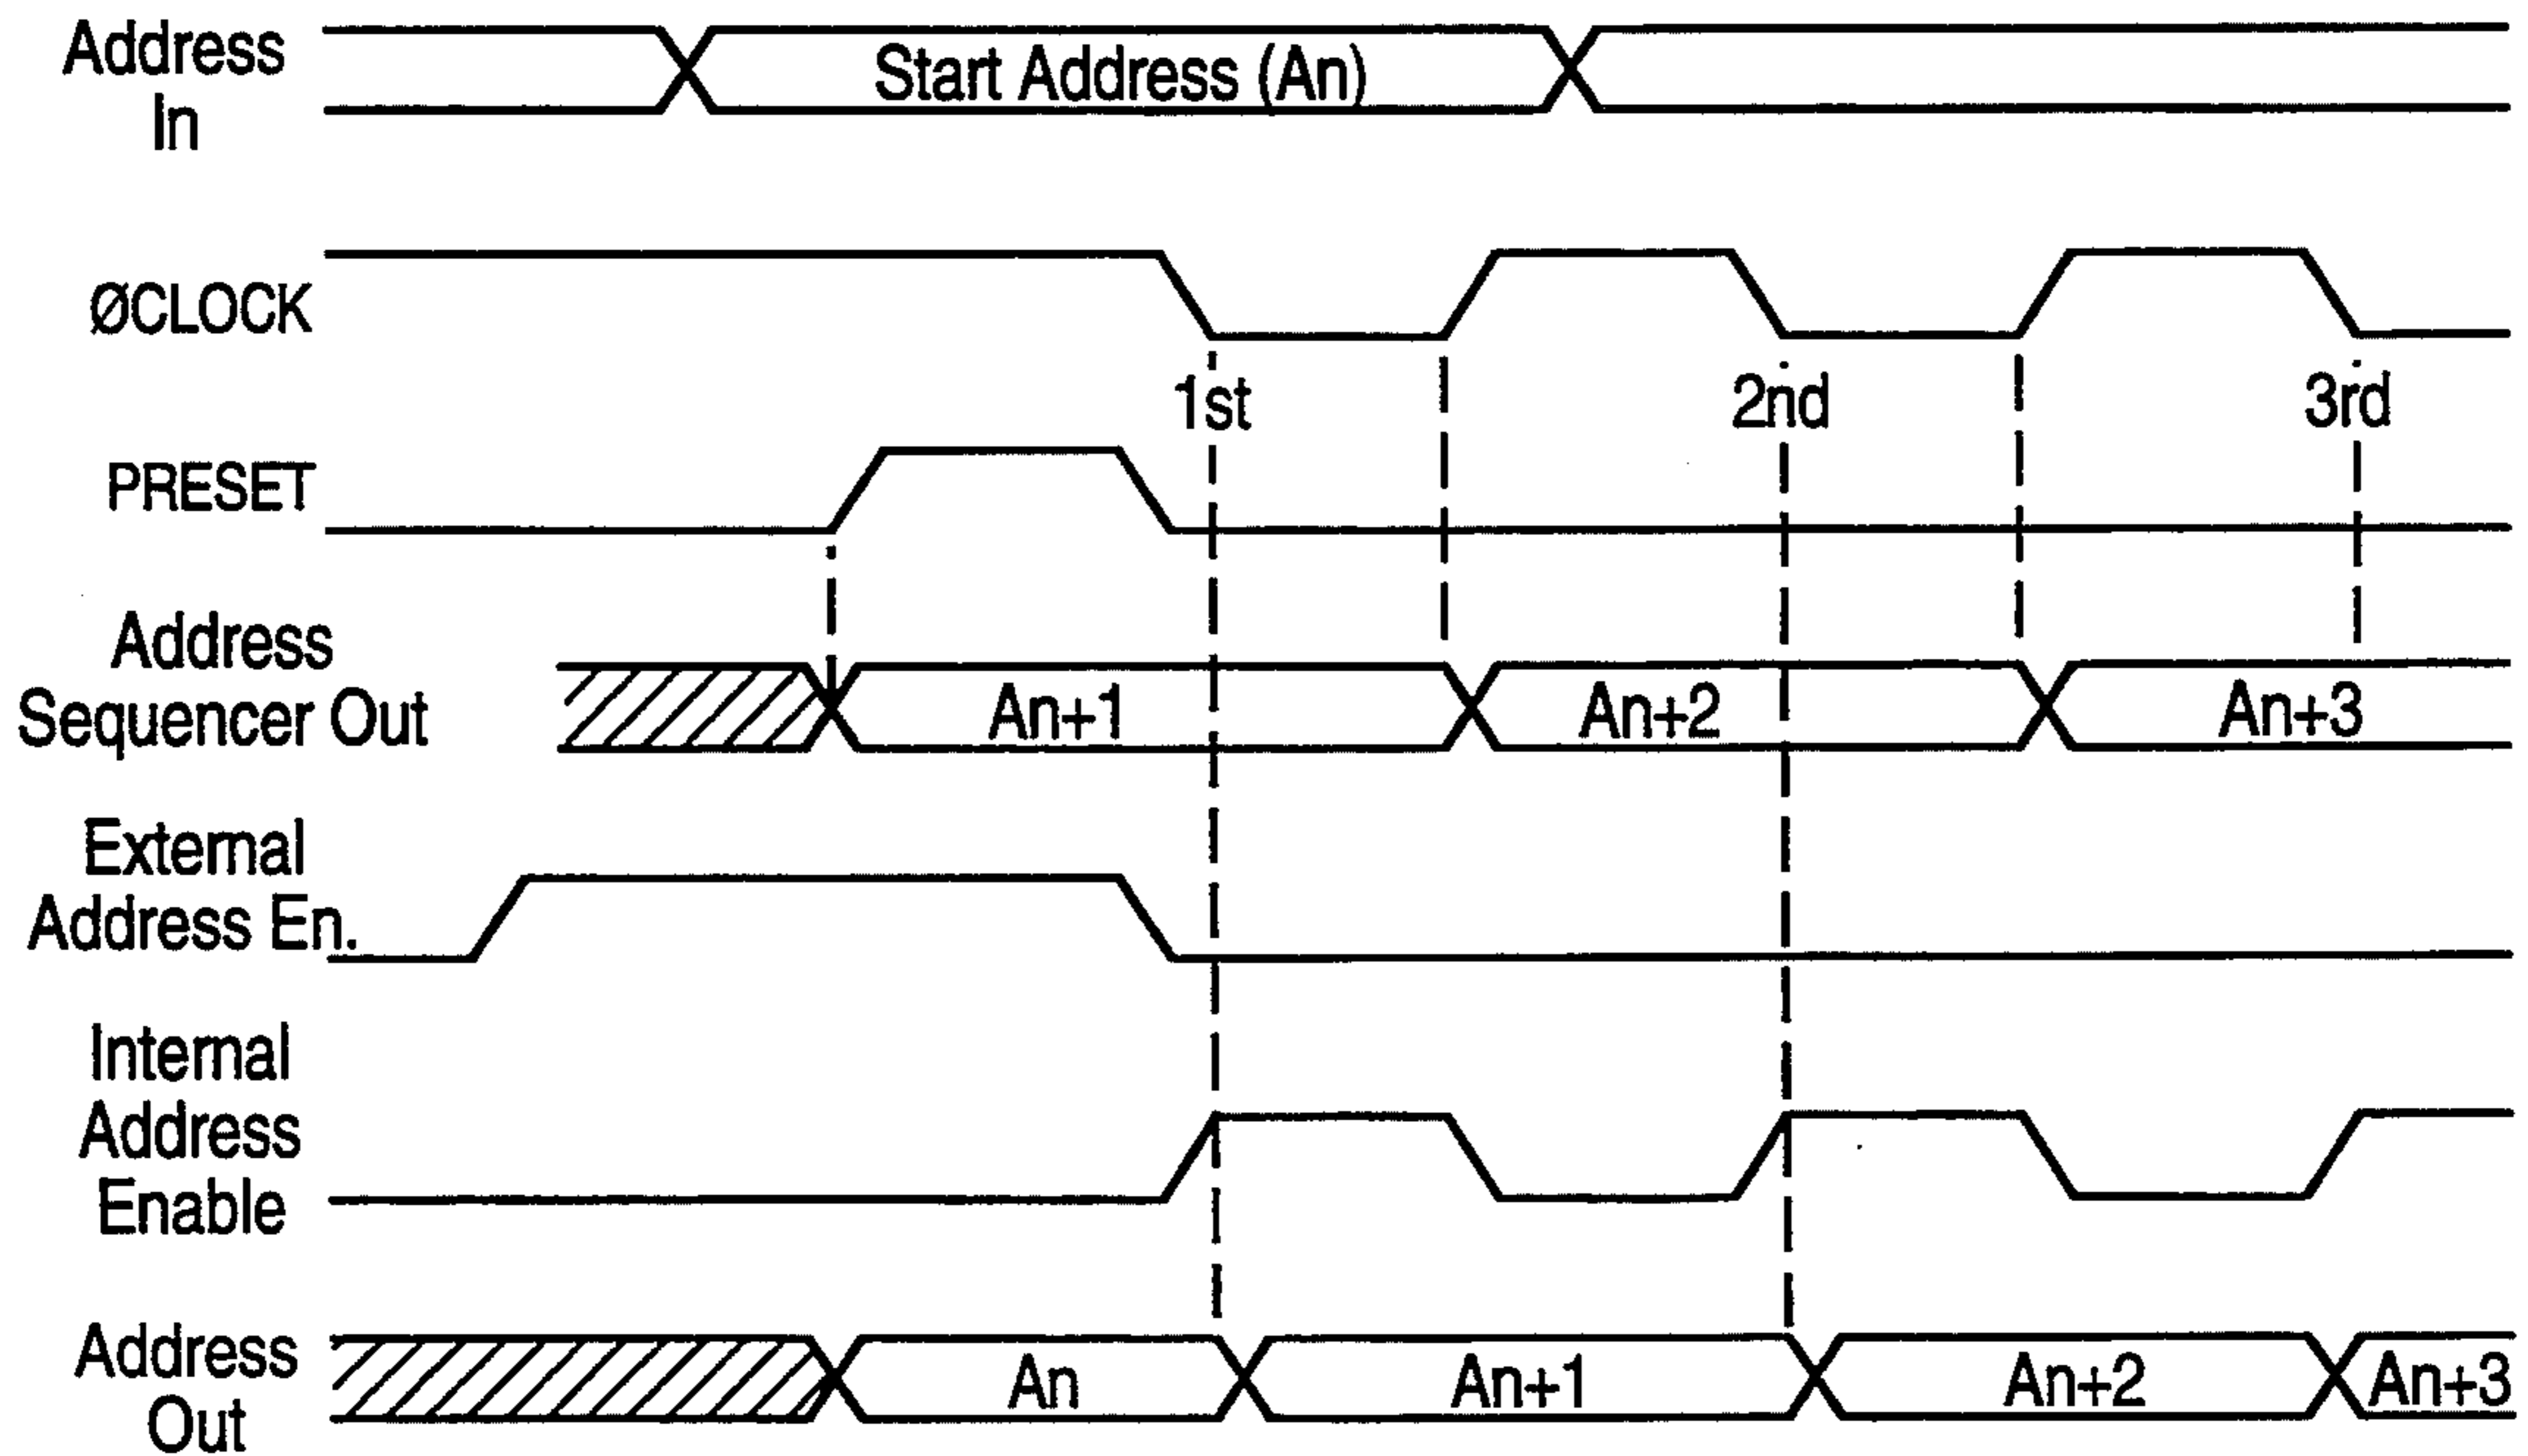 Address
In
Start Address (An)
ØCLOCK
1st
2nd
3rd
PRESET
Address
Sequencer Out
An+1
An+2
An+3
External
Address En.
Internal
Address
Enable
Address
Out
An
An+1
An+2
An+3